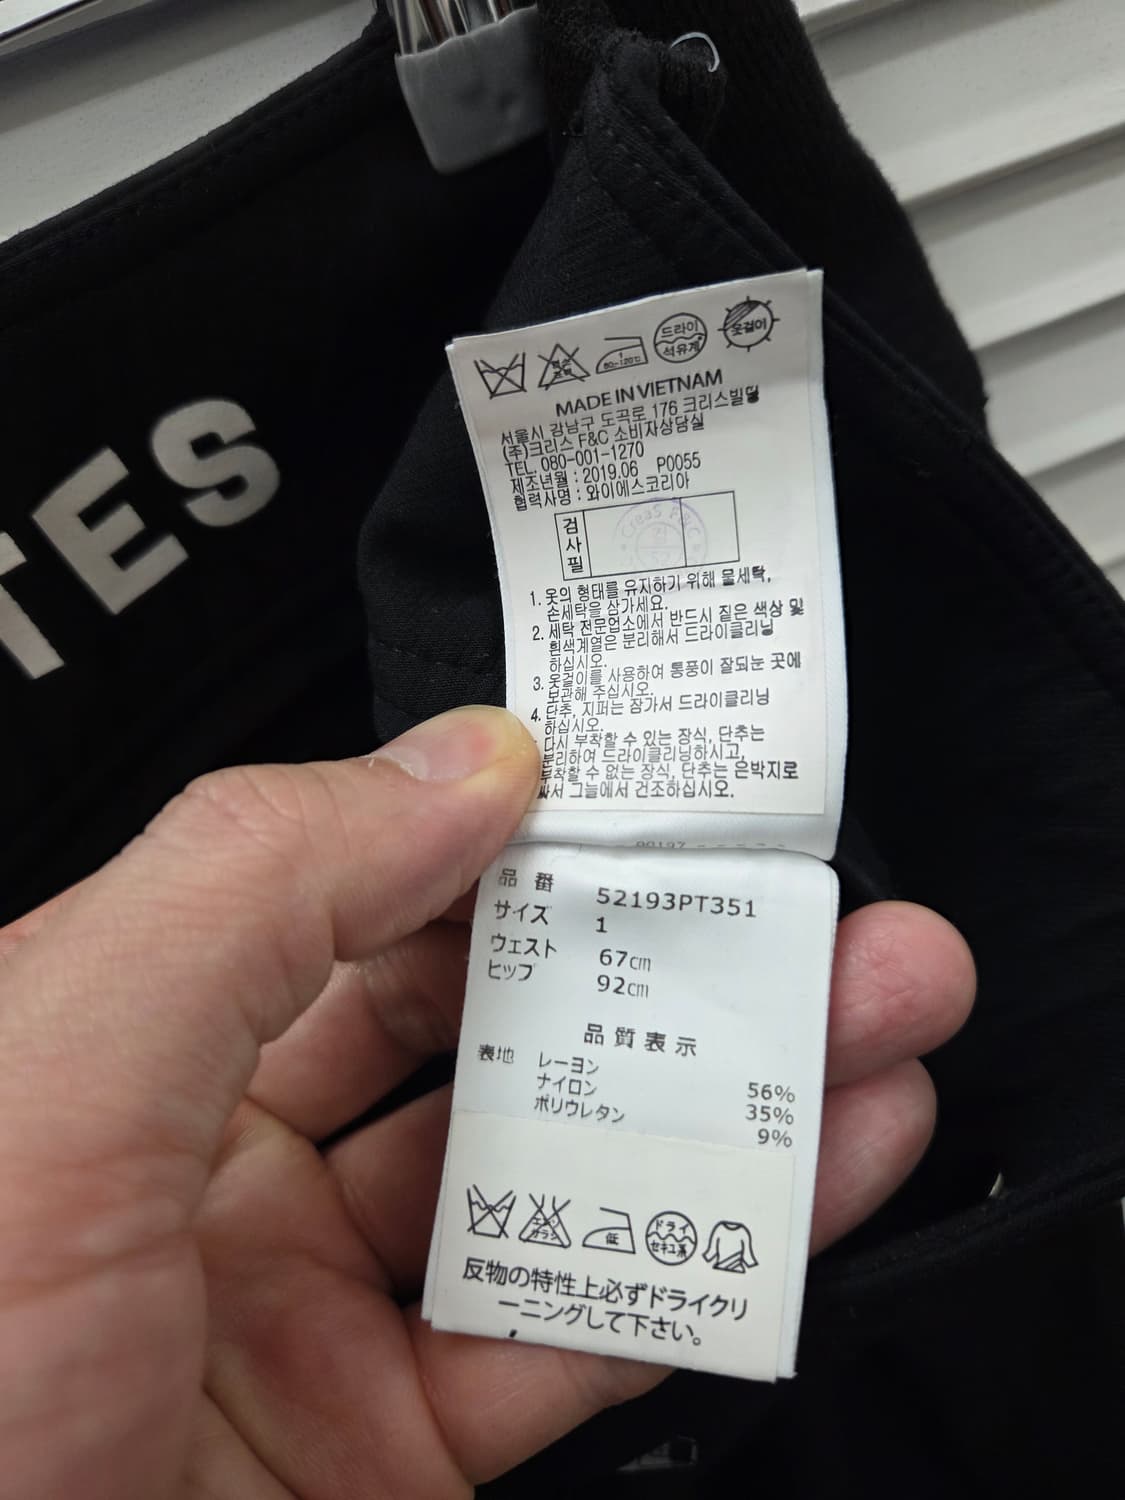 TES
드라이
석유계
옷걸이
80~120℃
MADE IN VIETNAM
서울시 강남구 도곡로 176 크리스빌딩
(주)크리스 F&C 소비자상담실
TEL. 080-001-1270
제조년월 : 2019.06 P0055
협력사명 : 와이에스코리아
검사필
1. 옷의 형태를 유지하기 위해 물세탁,
손세탁을 삼가세요.
2. 세탁 전문업소에서 반드시 짙은 색상 및
흰색계열은 분리해서 드라이클리닝
하십시오.
3. 옷걸이를 사용하여 통풍이 잘되는 곳에
보관해 주십시오.
4. 단추, 지퍼는 잠가서 드라이클리닝
하십시오.
다시 부착할 수 있는 장식, 단추는
분리하여 드라이클리닝하시고,
부착할 수 없는 장식, 단추는 은박지로
싸서 그늘에서 건조하십시오.
品番 52193PT351
サイズ 1
ウェスト 67cm
ヒップ 92cm
品質表示
表地 レーヨン 56%
ナイロン 35%
ポリウレタン 9%
エンソ
サラシ
低
ドライ
セキユ系
反物の特性上必ずドライクリ
ーニングして下さい。